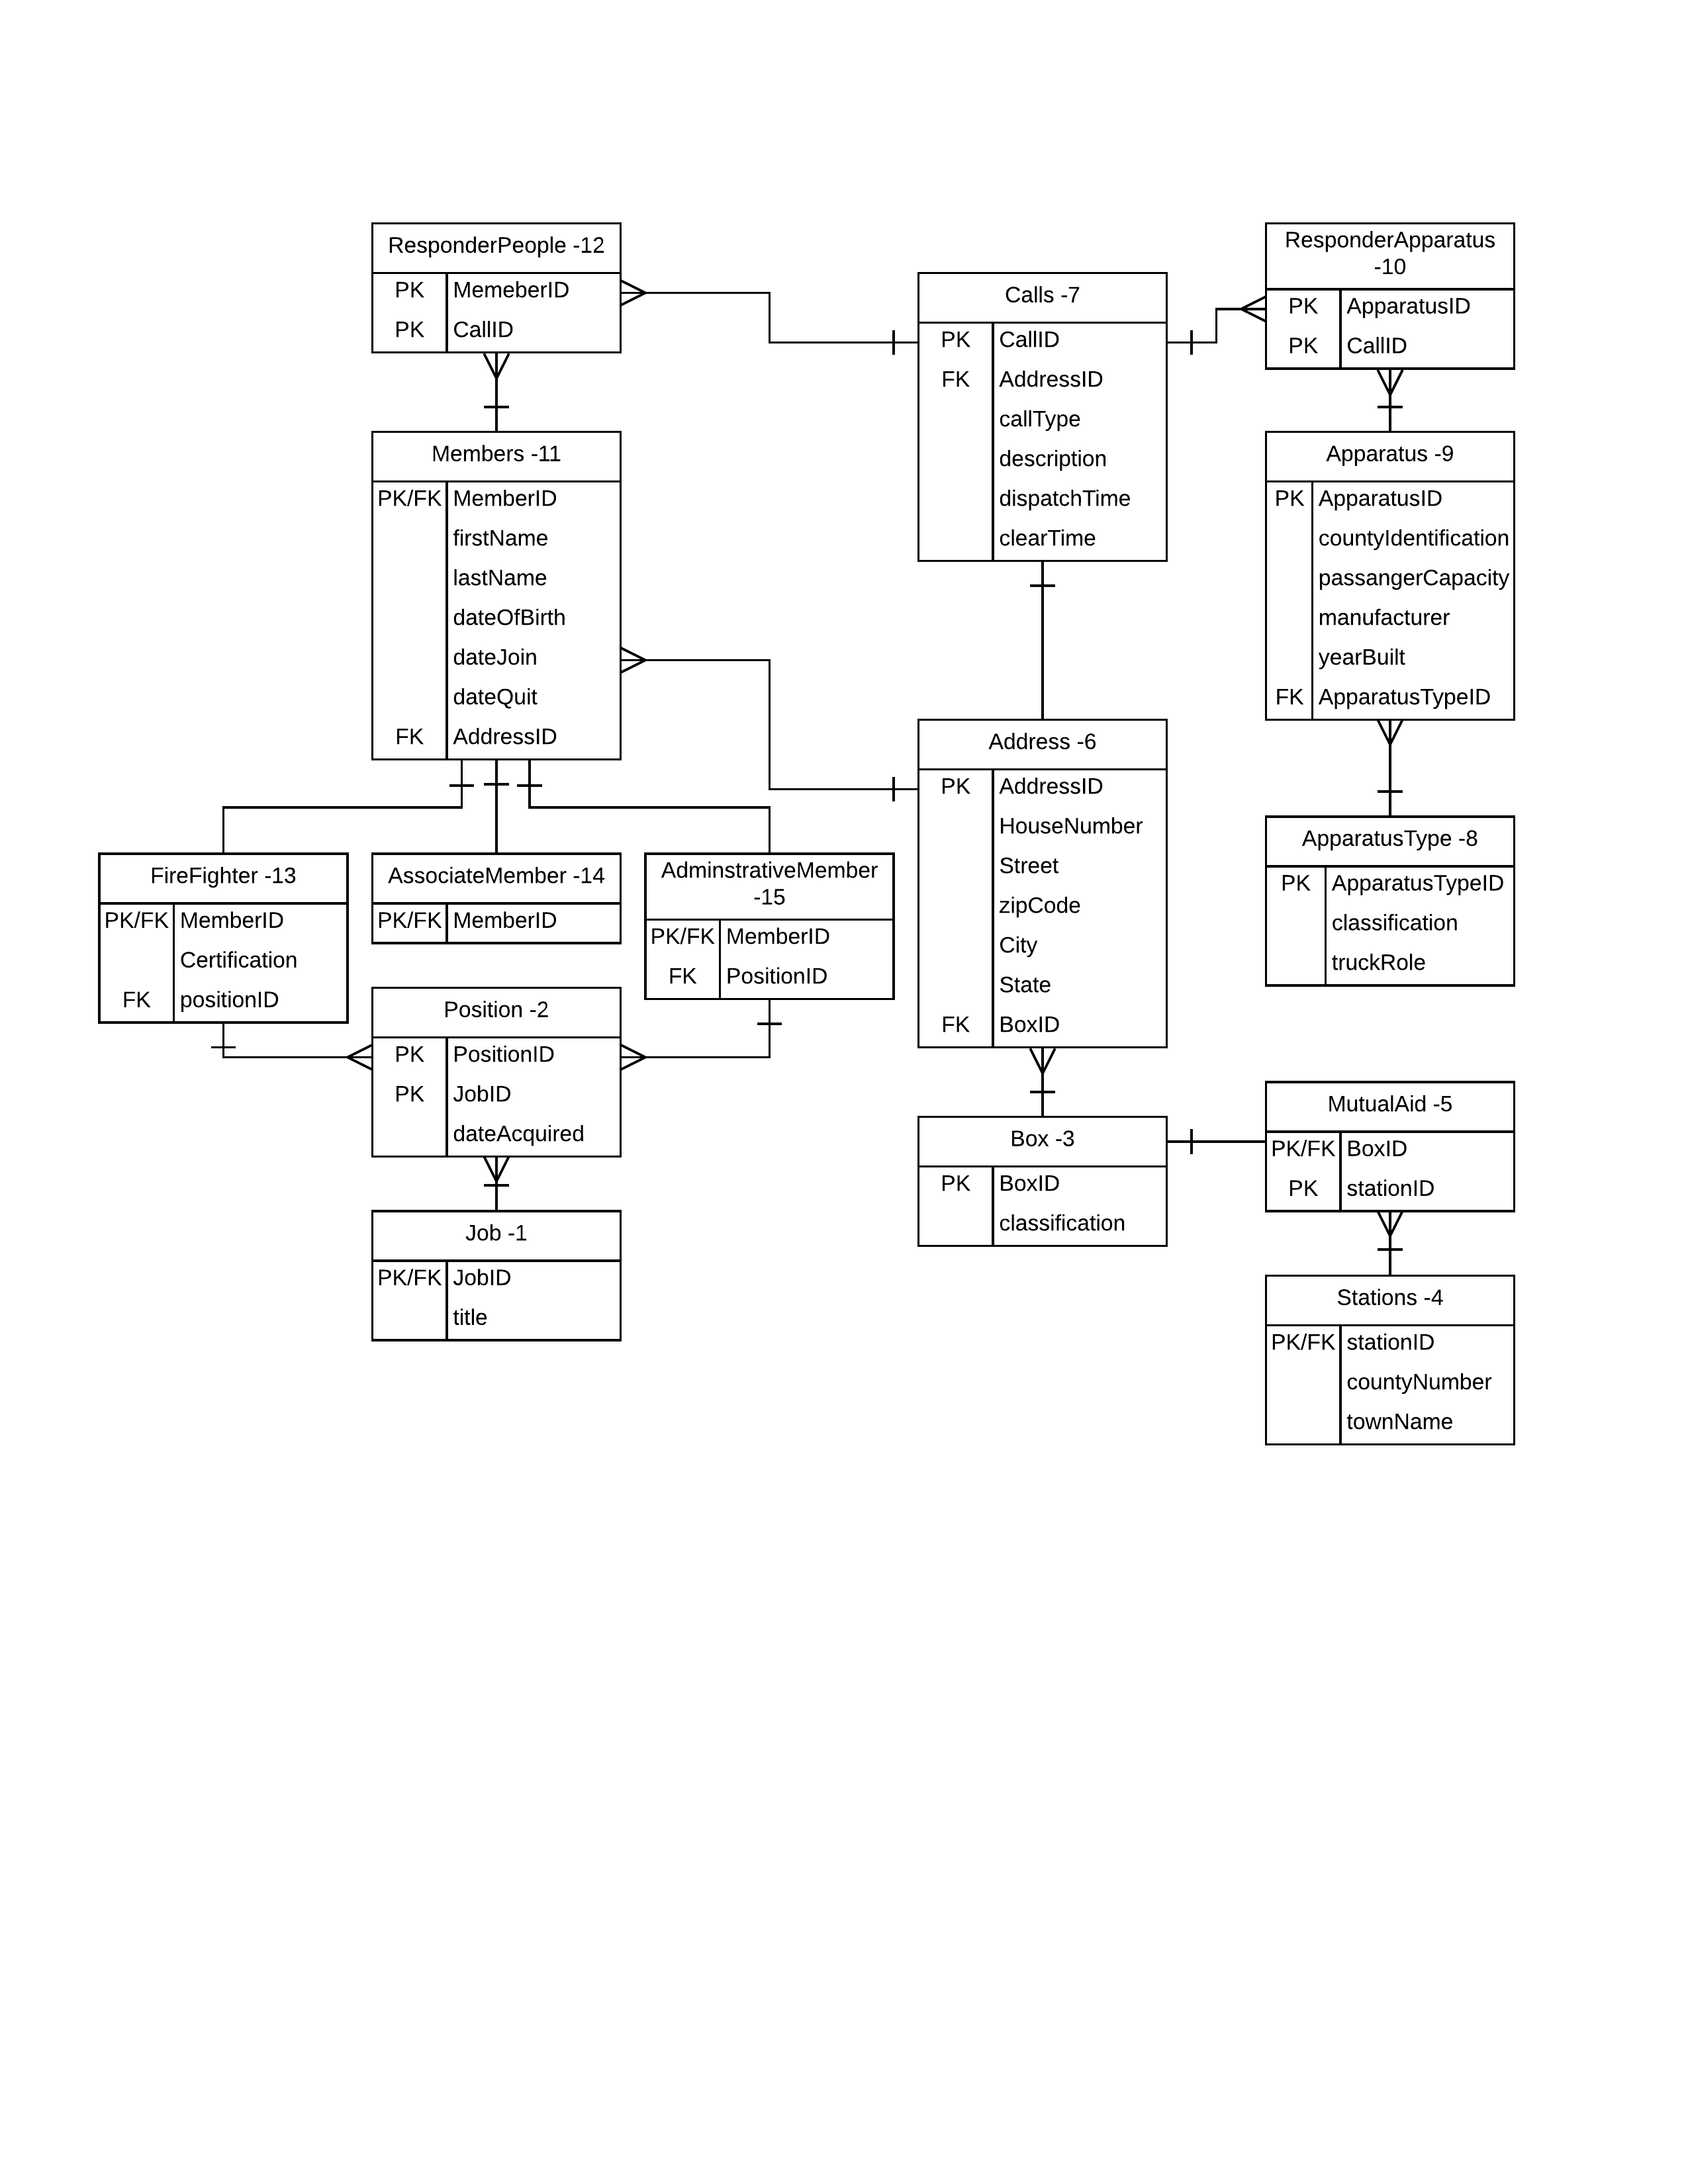 ResponderPeople -12
PK MemeberID
PK CallID
Calls -7
PK CallID
FK AddressID
callType
description
dispatchTime
clearTime
ResponderApparatus
-10
PK ApparatusID
PK CallID
Members -11
PK/FK MemberID
firstName
lastName
dateOfBirth
dateJoin
dateQuit
FK AddressID
Apparatus -9
PK ApparatusID
countyIdentification
passangerCapacity
manufacturer
yearBuilt
FK ApparatusTypeID
Address -6
PK AddressID
HouseNumber
Street
zipCode
City
State
FK BoxID
ApparatusType -8
PK ApparatusTypeID
classification
truckRole
FireFighter -13
PK/FK MemberID
Certification
FK positionID
AssociateMember -14
PK/FK MemberID
AdminstrativeMember
-15
PK/FK MemberID
FK PositionID
Position -2
PK PositionID
PK JobID
dateAcquired
Job -1
PK/FK JobID
title
Box -3
PK BoxID
classification
MutualAid -5
PK/FK BoxID
PK stationID
Stations -4
PK/FK stationID
countyNumber
townName